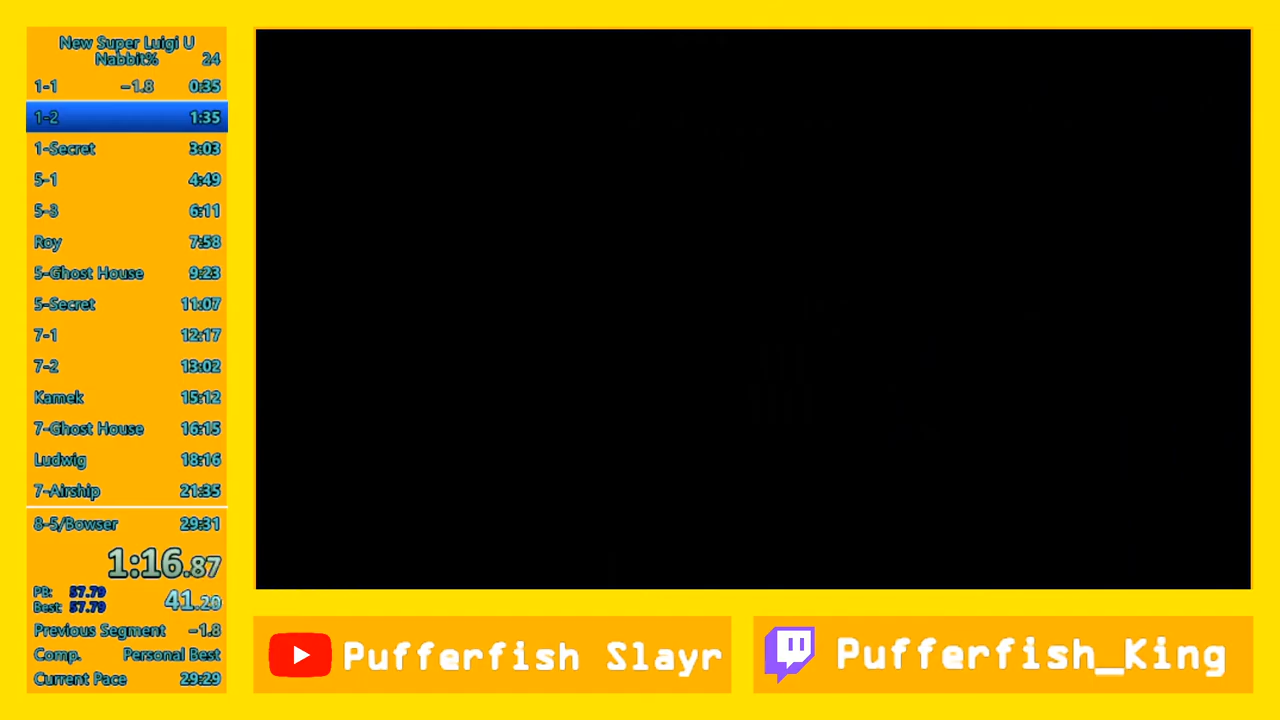 New Super Luigi U
Nabbit% 24
1-1 −1.8 0:35
1-2 1:35
1-Secret 3:03
5-1 4:49
5-3 6:11
Roy 7:58
5-Ghost House 9:23
5-Secret 11:07
7-1 12:17
7-2 13:02
Kamek 15:12
7-Ghost House 16:15
Ludwig 18:16
7-Airship 21:35
8-5/Bowser 29:31
1:16.87
PB: 57.79
Best: 57.79 41.20
Previous Segment −1.8
Comp. Personal Best
Current Pace 29:29
Pufferfish Slayr
Pufferfish_King